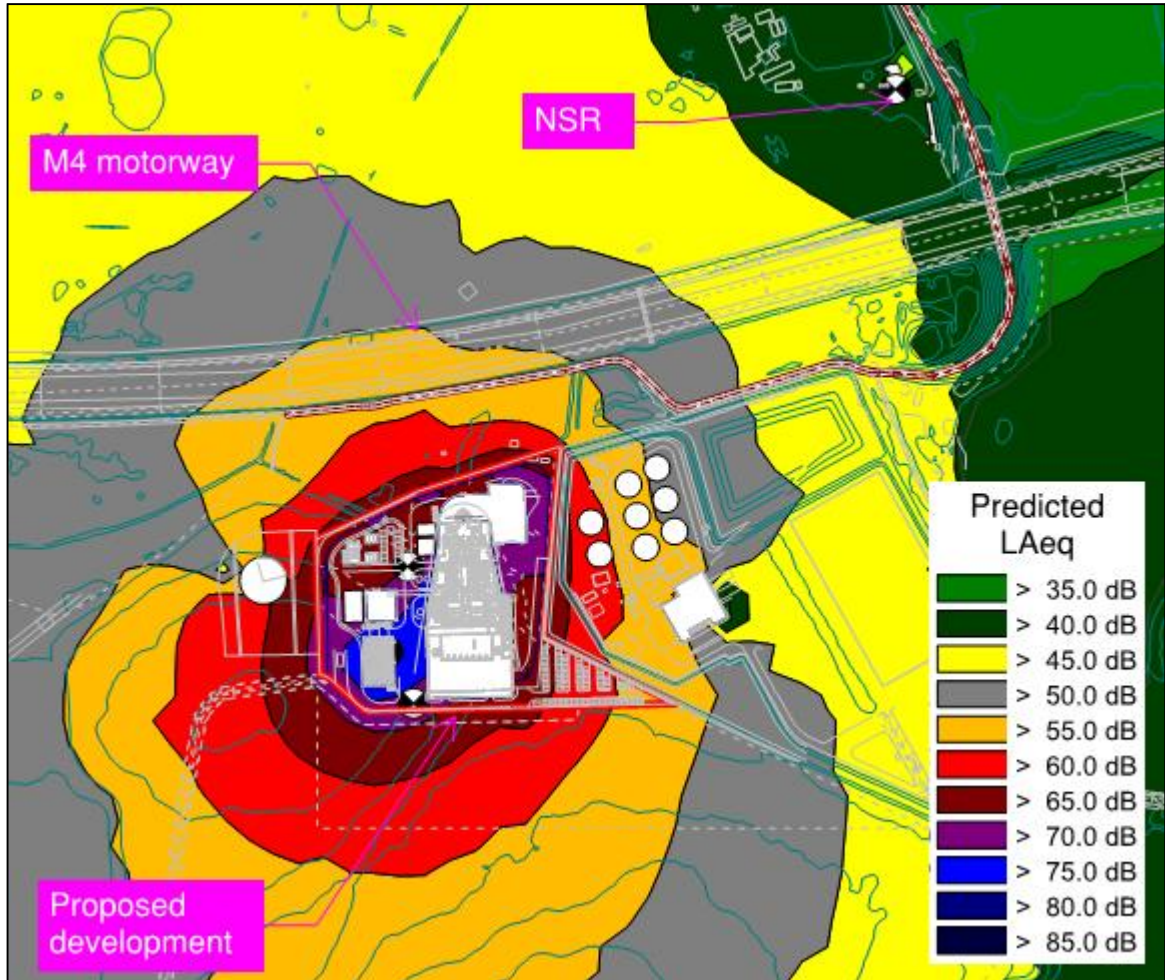 NSR
M4 motorway
Predicted
LAeq
> 35.0 dB
> 40.0 dB
> 45.0 dB
> 50.0 dB
> 55.0 dB
> 60.0 dB
> 65.0 dB
> 70.0 dB
> 75.0 dB
> 80.0 dB
> 85.0 dB
Proposed
development